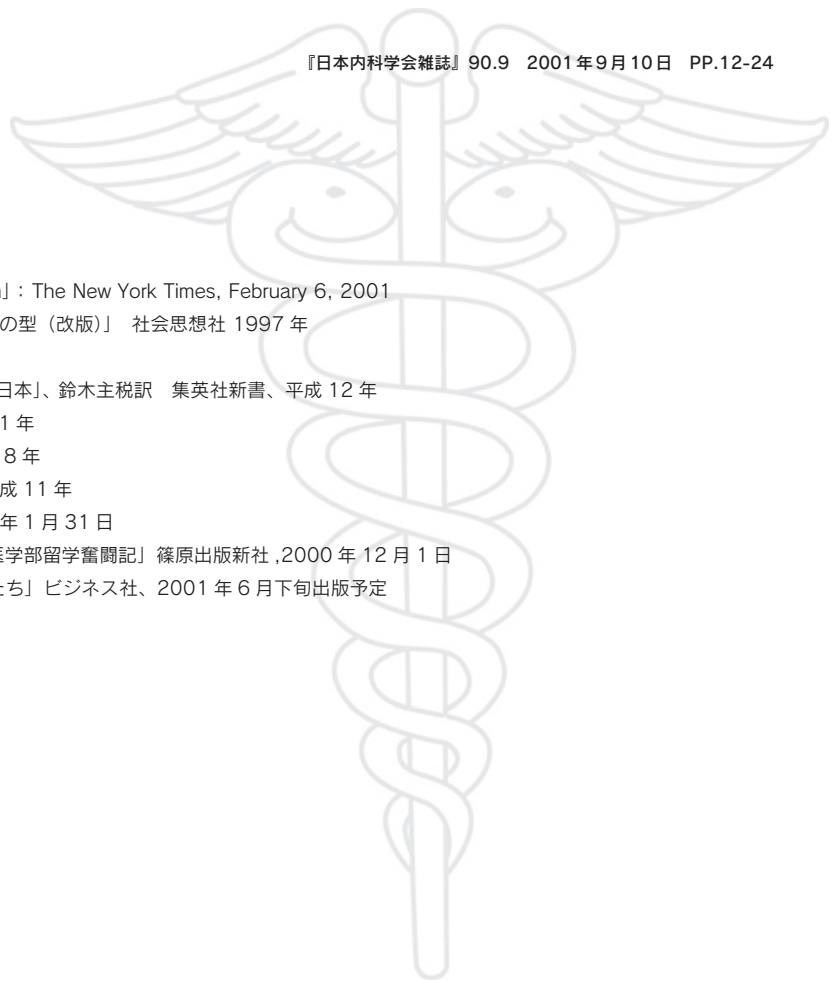 『日本内科学会雑誌』90.9 2001年9月10日 PP.12-24
」: The New York Times, February 6, 2001
の型（改版）」 社会思想社 1997 年
日本」、鈴木主税訳 集英社新書、平成 12 年
1 年
8 年
成 11 年
年 1 月 31 日
医学部留学奮闘記」篠原出版新社 ,2000 年 12 月 1 日
たち」ビジネス社、2001 年 6 月下旬出版予定